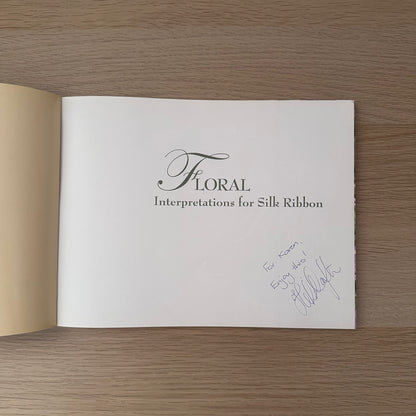 FLORAL
Interpretations for Silk Ribbon
For Karen,
Enjoy this!